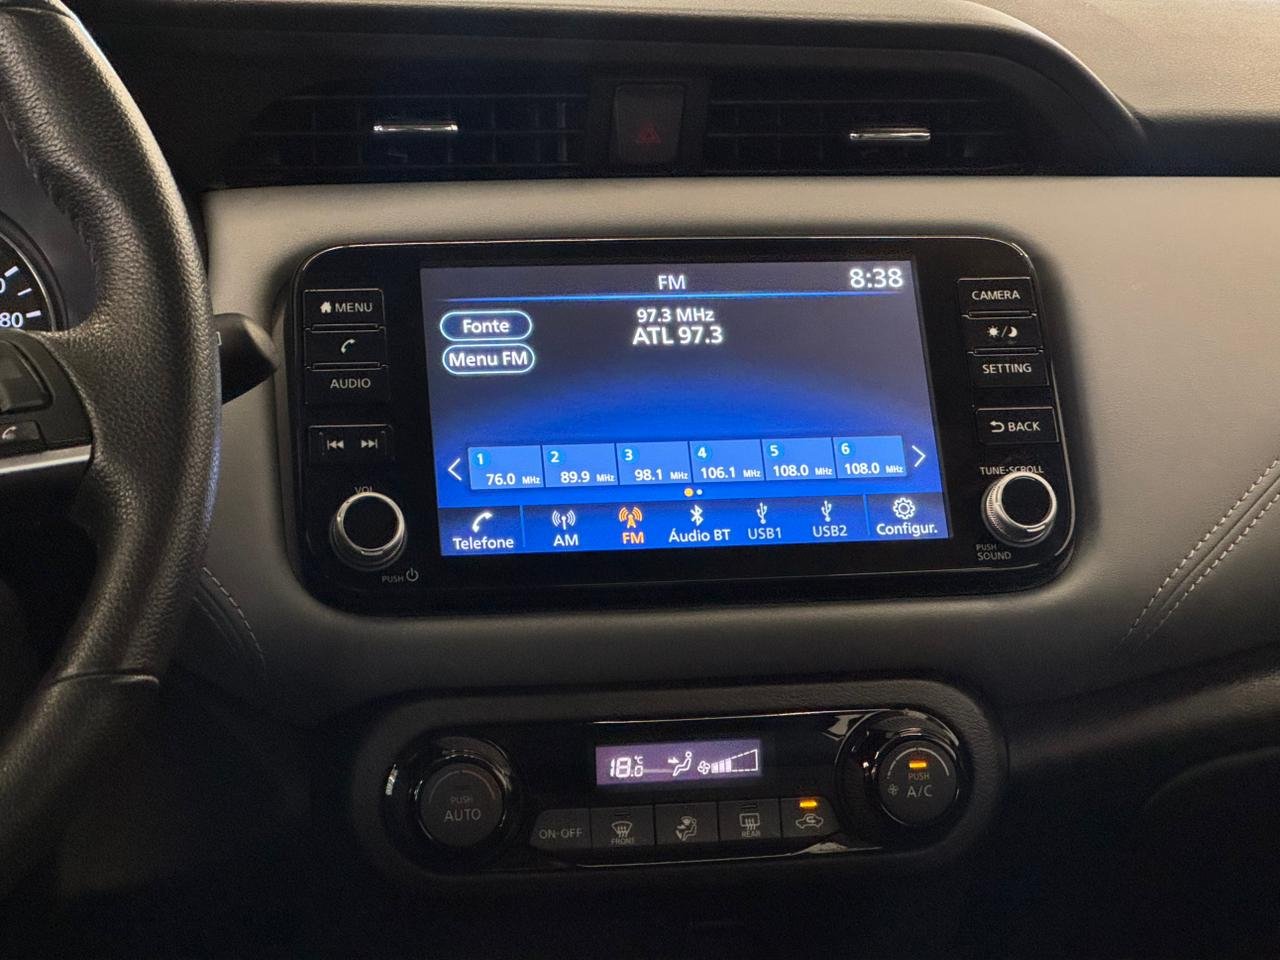 FM
8:38
97.3 MHz
ATL 97.3
Fonte
Menu FM
1 76.0 MHz
2 89.9 MHz
3 98.1 MHz
4 106.1 MHz
5 108.0 MHz
6 108.0 MHz
Telefone
AM
FM
Áudio BT
USB1
USB2
Configur.
MENU
AUDIO
VOL
PUSH
CAMERA
SETTING
BACK
TUNE·SCROLL
PUSH
SOUND
80
18.0 °C
PUSH
AUTO
ON·OFF
FRONT
REAR
PUSH
A/C